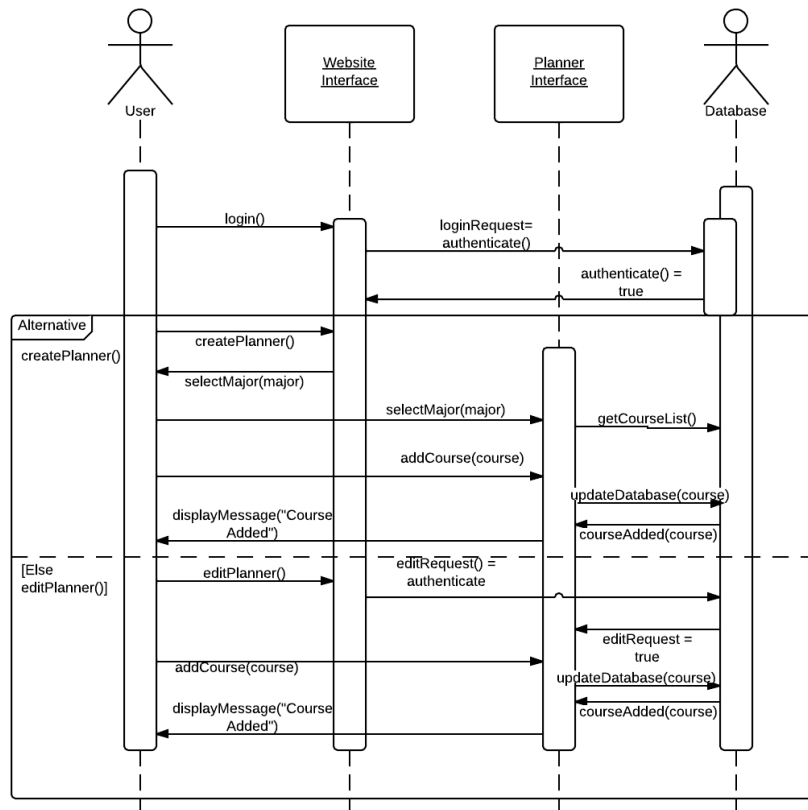 User
Website
Interface
Planner
Interface
Database
login()
loginRequest=
authenticate()
authenticate() =
true
Alternative
createPlanner()
createPlanner()
selectMajor(major)
selectMajor(major)
getCourseList()
addCourse(course)
updateDatabase(course)
displayMessage("Course
Added")
courseAdded(course)
[Else
editPlanner()]
editPlanner()
editRequest() =
authenticate
editRequest =
true
addCourse(course)
updateDatabase(course)
displayMessage("Course
Added")
courseAdded(course)